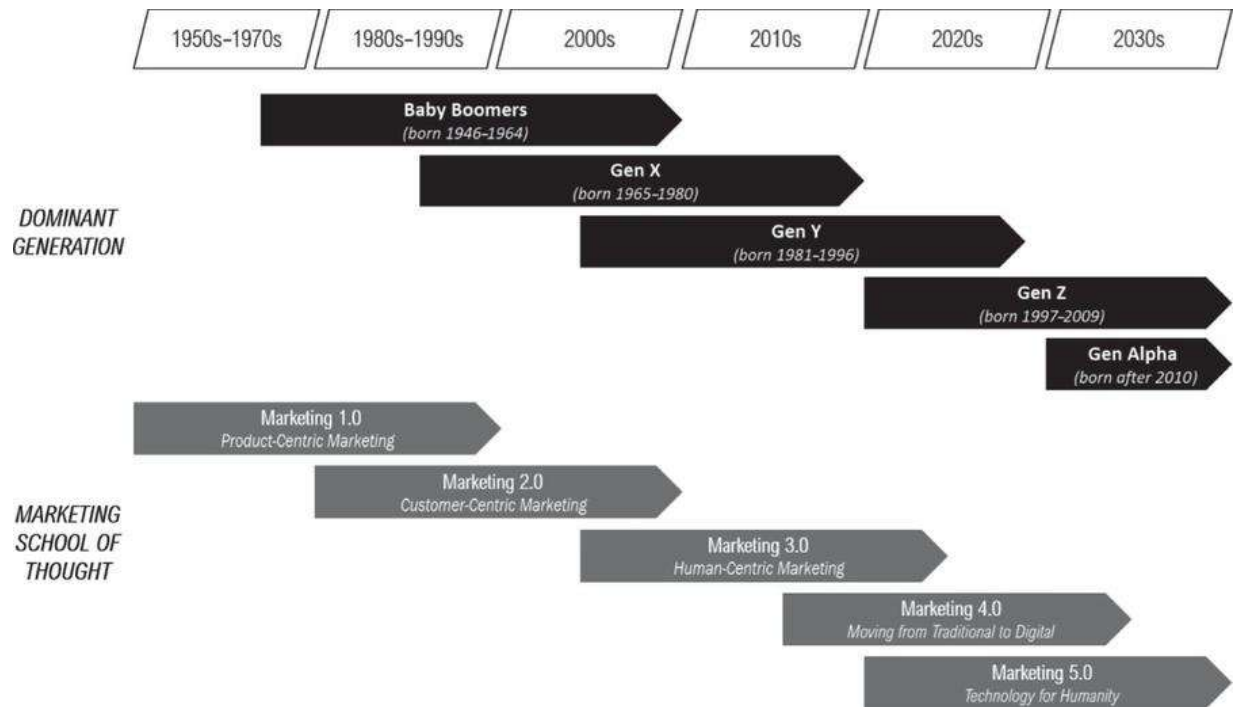 1950s–1970s
1980s–1990s
2000s
2010s
2020s
2030s
DOMINANT
GENERATION
Baby Boomers
(born 1946–1964)
Gen X
(born 1965–1980)
Gen Y
(born 1981–1996)
Gen Z
(born 1997–2009)
Gen Alpha
(born after 2010)
MARKETING
SCHOOL OF
THOUGHT
Marketing 1.0
Product-Centric Marketing
Marketing 2.0
Customer-Centric Marketing
Marketing 3.0
Human-Centric Marketing
Marketing 4.0
Moving from Traditional to Digital
Marketing 5.0
Technology for Humanity